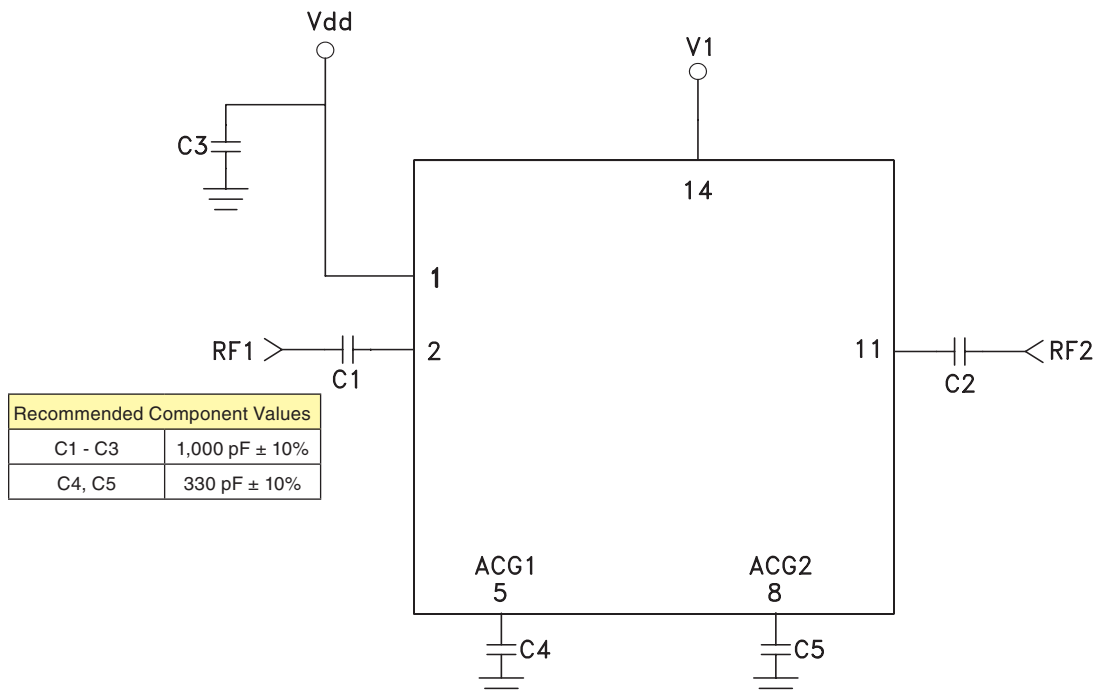 Vdd
V1
C3
14
1
RF1
2
11
RF2
C1
C2
Recommended Component Values
C1 - C3 1,000 pF ± 10%
C4, C5 330 pF ± 10%
ACG1
5
ACG2
8
C4
C5